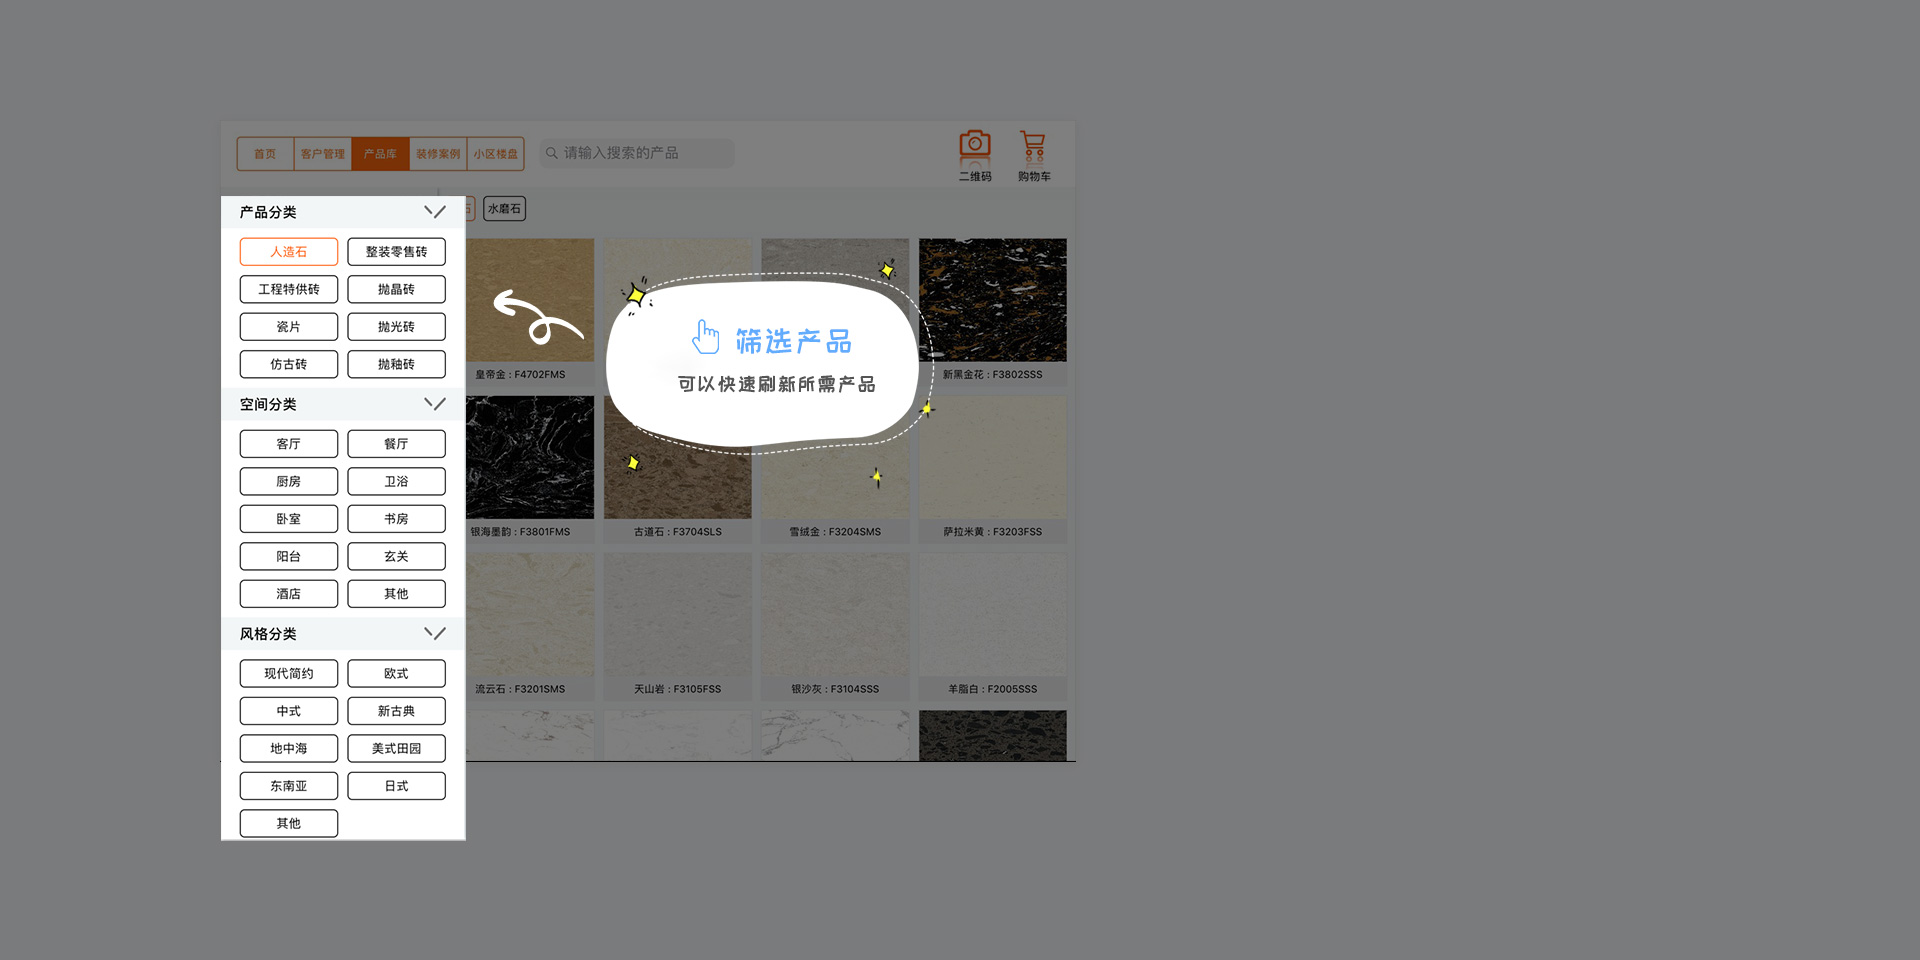 首页 客户管理 产品库 装修案例 小区楼盘
请输入搜索的产品
二维码 购物车
产品分类
石 水磨石
人造石 整装零售砖
工程特供砖 抛晶砖
瓷片 抛光砖
仿古砖 抛釉砖
空间分类
客厅 餐厅
厨房 卫浴
卧室 书房
阳台 玄关
酒店 其他
风格分类
现代简约 欧式
中式 新古典
地中海 美式田园
东南亚 日式
其他
筛选产品
可以快速刷新所需产品
皇帝金 : F4702FMS
新黑金花 : F3802SSS
银海墨韵 : F3801FMS
古道石 : F3704SLS
雪绒金 : F3204SMS
萨拉米黄 : F3203FSS
流云石 : F3201SMS
天山岩 : F3105FSS
银沙灰 : F3104SSS
羊脂白 : F2005SSS